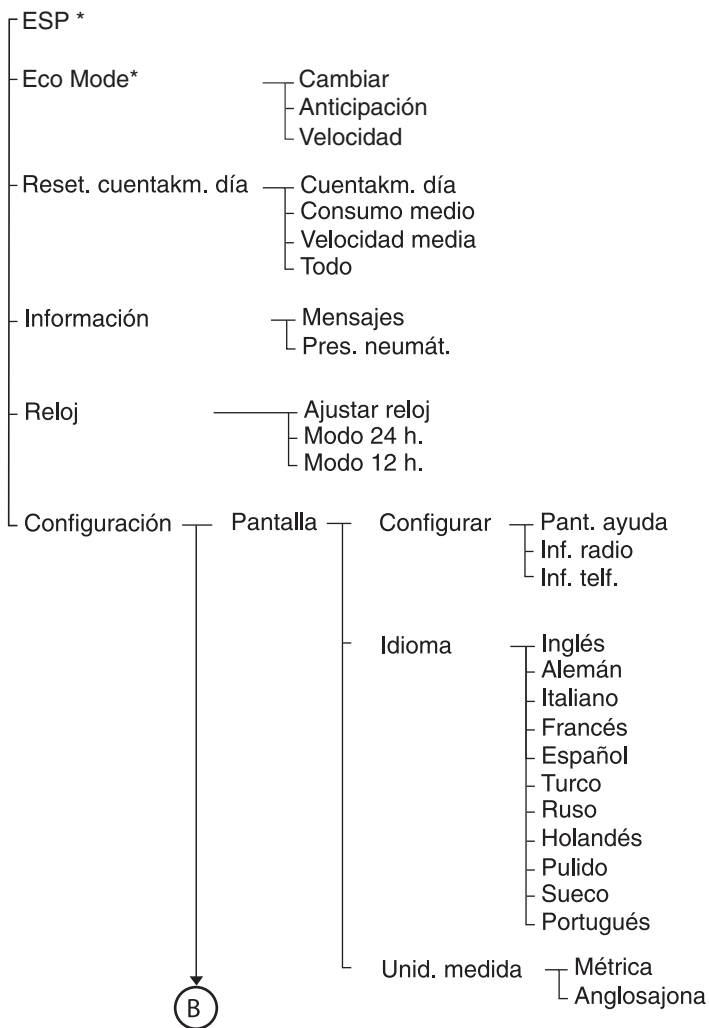 ESP *
Eco Mode* Cambiar
Anticipación
Velocidad
Reset. cuentakm. día Cuentakm. día
Consumo medio
Velocidad media
Todo
Información Mensajes
Pres. neumát.
Reloj Ajustar reloj
Modo 24 h.
Modo 12 h.
Configuración Pantalla Configurar Pant. ayuda
Inf. radio
Inf. telf.
Idioma Inglés
Alemán
Italiano
Francés
Español
Turco
Ruso
Holandés
Pulido
Sueco
Portugués
Unid. medida Métrica
Anglosajona
B